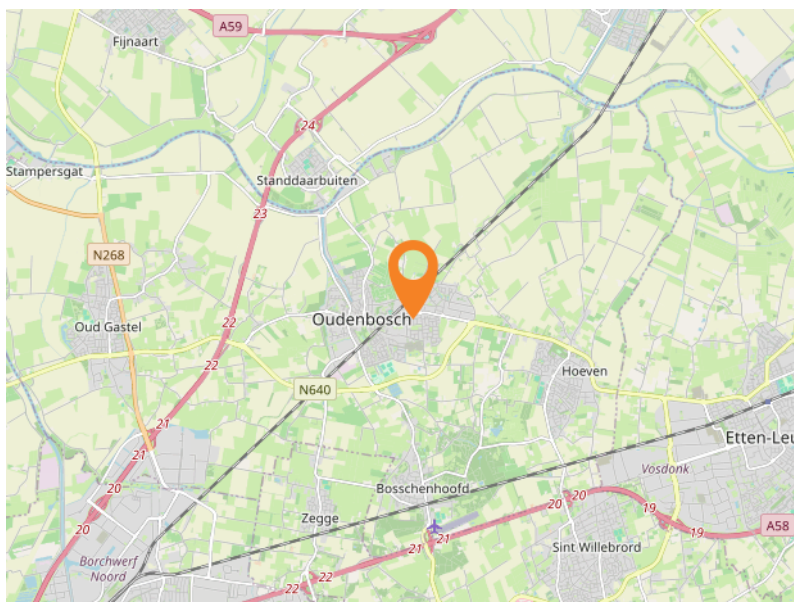 A59
Fijnaart
24
Stampersgat
Standdaarbuiten
23
N268
Oudenbosch
22
Oud Gastel
22
Hoeven
N640
21
21
Etten-Leu
Vosdonk
20
Bosschenhoofd
20
20
20
19
Zegge
19
A58
21
21
Sint Willebrord
Borchwerf
Noord
22
22